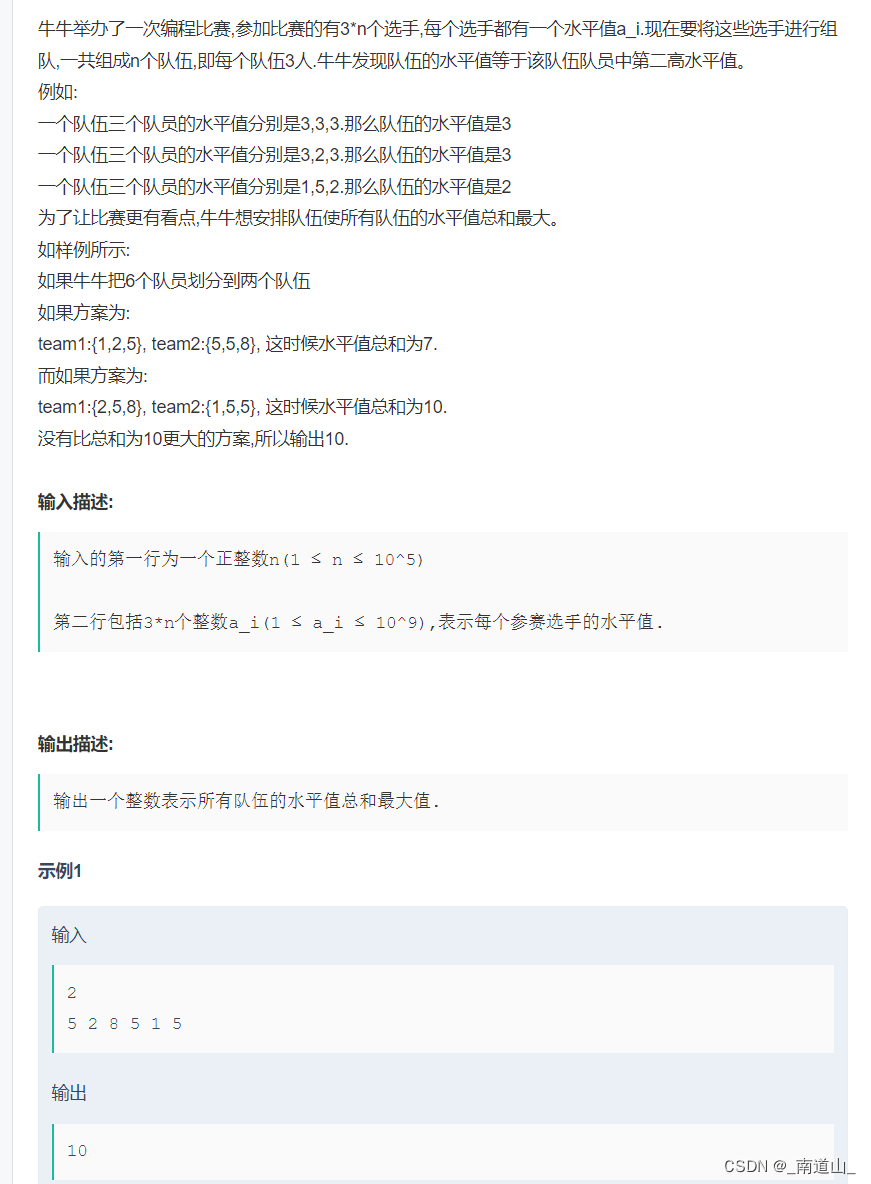 牛牛举办了一次编程比赛,参加比赛的有3*n个选手,每个选手都有一个水平值a_i.现在要将这些选手进行组
队,一共组成n个队伍,即每个队伍3人.牛牛发现队伍的水平值等于该队伍队员中第二高水平值。
例如:
一个队伍三个队员的水平值分别是3,3,3.那么队伍的水平值是3
一个队伍三个队员的水平值分别是3,2,3.那么队伍的水平值是3
一个队伍三个队员的水平值分别是1,5,2.那么队伍的水平值是2
为了让比赛更有看点,牛牛想安排队伍使所有队伍的水平值总和最大。
如样例所示:
如果牛牛把6个队员划分到两个队伍
如果方案为:
team1:{1,2,5}, team2:{5,5,8}, 这时候水平值总和为7.
而如果方案为:
team1:{2,5,8}, team2:{1,5,5}, 这时候水平值总和为10.
没有比总和为10更大的方案,所以输出10.
输入描述:
输入的第一行为一个正整数n(1 ≤ n ≤ 10^5)
第二行包括3*n个整数a_i(1 ≤ a_i ≤ 10^9),表示每个参赛选手的水平值.
输出描述:
输出一个整数表示所有队伍的水平值总和最大值.
示例1
输入
2
5 2 8 5 1 5
输出
10
CSDN @_南道山_